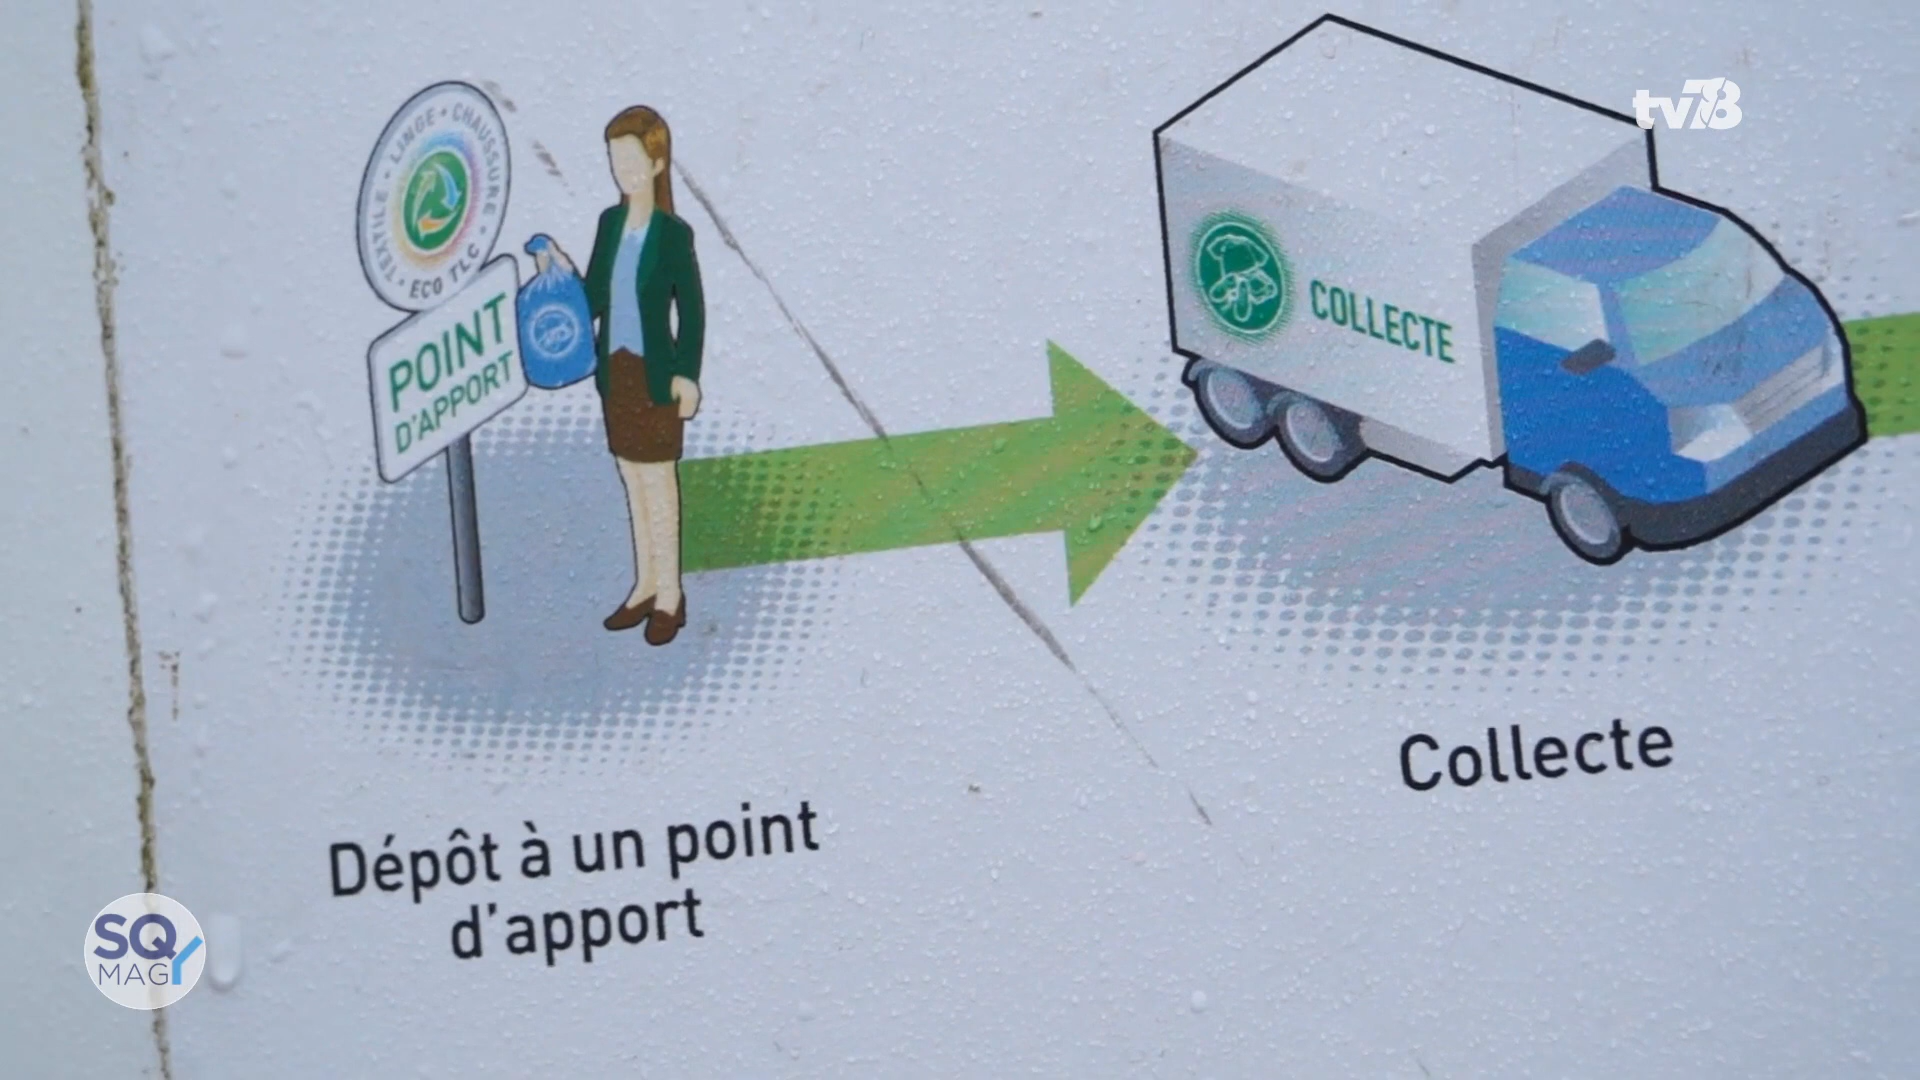 tv78
TEXTILE • LINGE • CHAUSSURE •
• ECO TLC •
POINT
D'APPORT
COLLECTE
Collecte
Dépôt à un point
d'apport
SQY
MAG